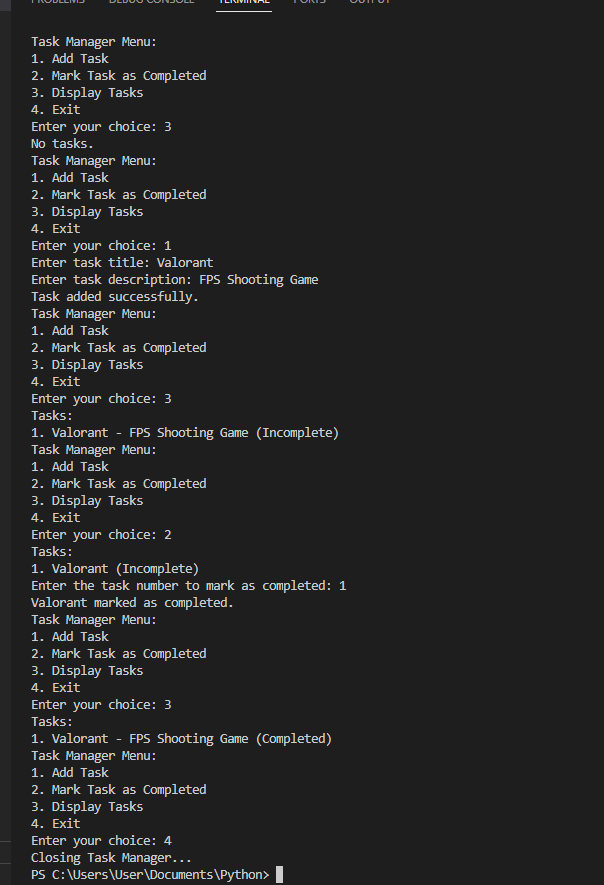 PROBLEMS DEBUG CONSOLE TERMINAL PORTS OUTPUT
Task Manager Menu:
1. Add Task
2. Mark Task as Completed
3. Display Tasks
4. Exit
Enter your choice: 3
No tasks.
Task Manager Menu:
1. Add Task
2. Mark Task as Completed
3. Display Tasks
4. Exit
Enter your choice: 1
Enter task title: Valorant
Enter task description: FPS Shooting Game
Task added successfully.
Task Manager Menu:
1. Add Task
2. Mark Task as Completed
3. Display Tasks
4. Exit
Enter your choice: 3
Tasks:
1. Valorant - FPS Shooting Game (Incomplete)
Task Manager Menu:
1. Add Task
2. Mark Task as Completed
3. Display Tasks
4. Exit
Enter your choice: 2
Tasks:
1. Valorant (Incomplete)
Enter the task number to mark as completed: 1
Valorant marked as completed.
Task Manager Menu:
1. Add Task
2. Mark Task as Completed
3. Display Tasks
4. Exit
Enter your choice: 3
Tasks:
1. Valorant - FPS Shooting Game (Completed)
Task Manager Menu:
1. Add Task
2. Mark Task as Completed
3. Display Tasks
4. Exit
Enter your choice: 4
Closing Task Manager...
PS C:\Users\User\Documents\Python>